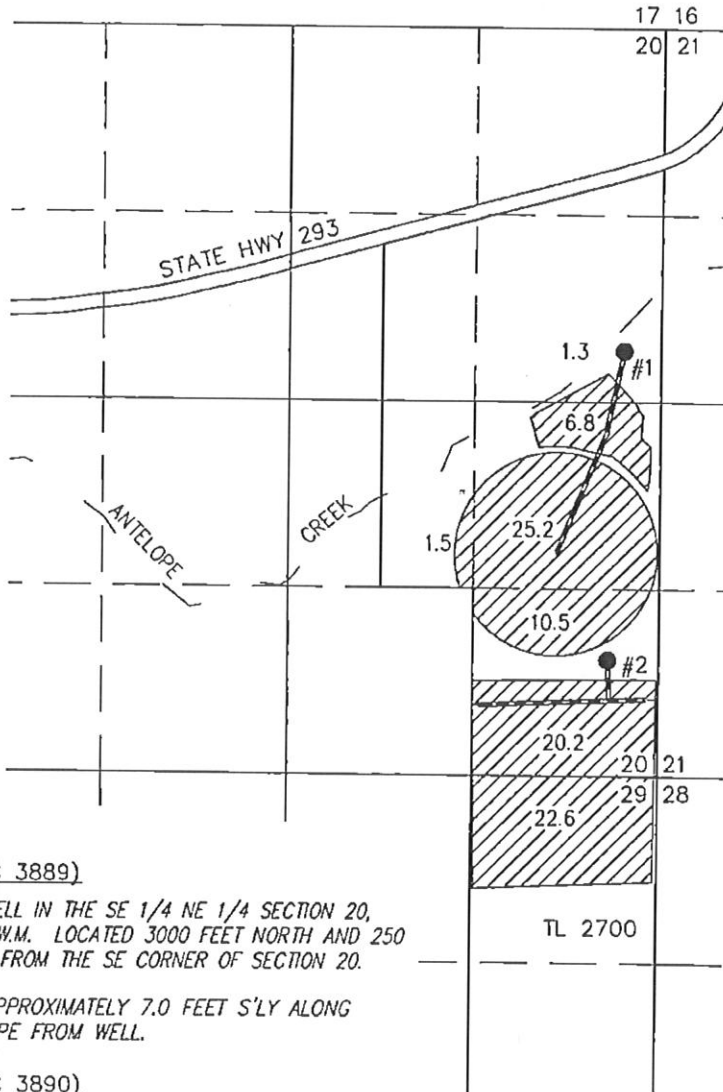 17 16
20 21
STATE HWY 293
1.3
#1
6.8
ANTELOPE
CREEK
1.5
25.2
10.5
#2
20.2
20 21
29 28
22.6
3889)
ELL IN THE SE 1/4 NE 1/4 SECTION 20,
W.M. LOCATED 3000 FEET NORTH AND 250
FROM THE SE CORNER OF SECTION 20.
TL 2700
PPROXIMATELY 7.0 FEET S'LY ALONG
PE FROM WELL.
3890)